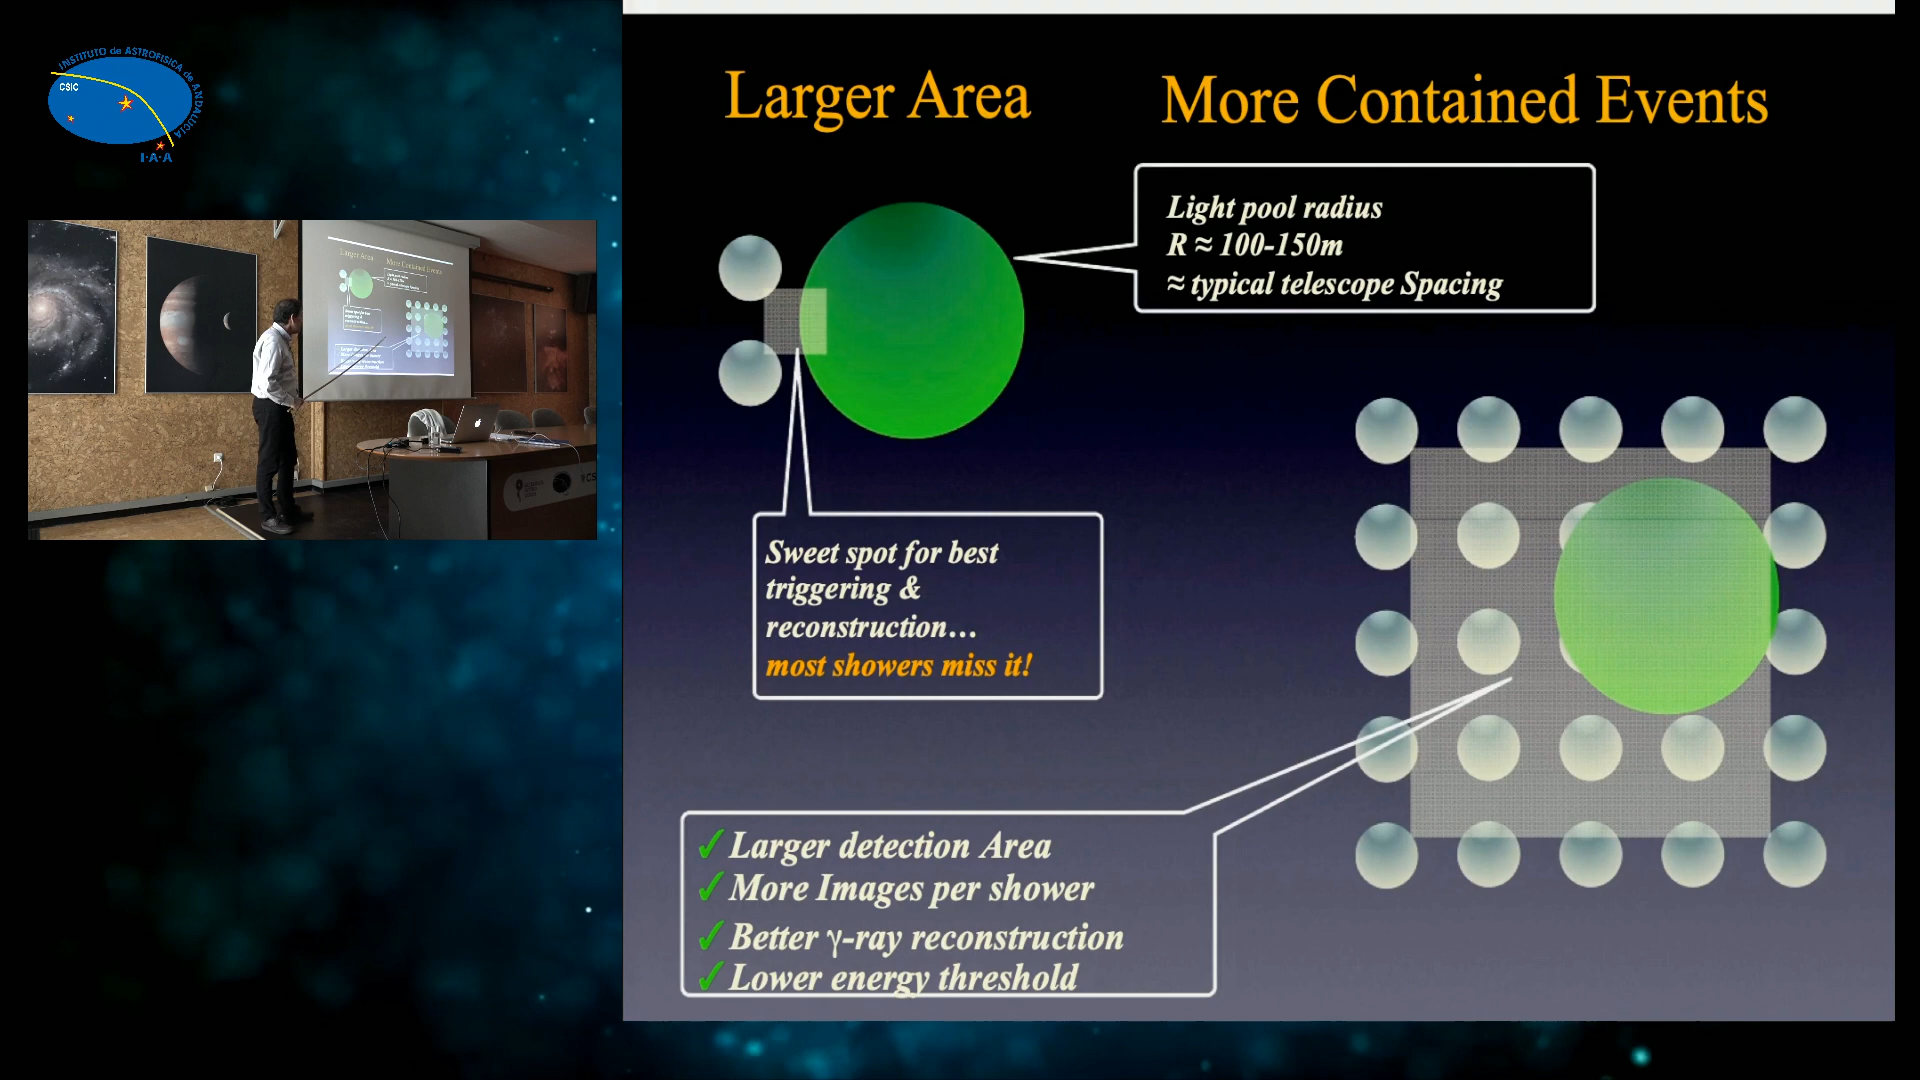 INSTITUTO de ASTROFISICA de ANDALUCIA
CSIC
I·A·A
Larger Area
More Contained Events
Light pool radius
R ≈ 100-150m
≈ typical telescope Spacing
Sweet spot for best
triggering &
reconstruction…
most showers miss it!
✓ Larger detection Area
✓ More Images per shower
✓ Better γ-ray reconstruction
✓ Lower energy threshold